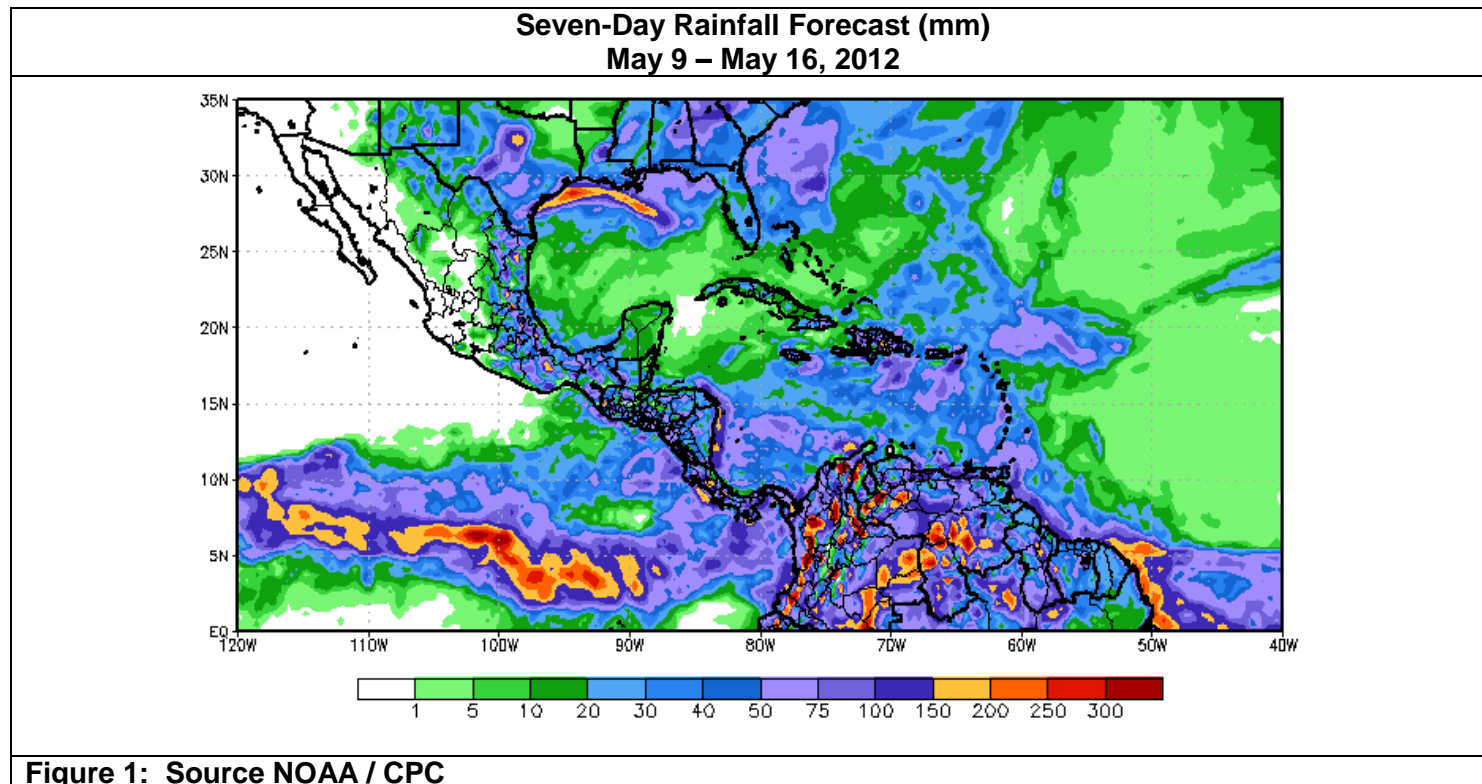 Seven-Day Rainfall Forecast (mm)
May 9 – May 16, 2012
35N
30N
25N
20N
15N
10N
5N
EQ
120W 110W 100W 90W 80W 70W 60W 50W 40W
1 5 10 20 30 40 50 75 100 150 200 250 300
Figure 1: Source NOAA / CPC